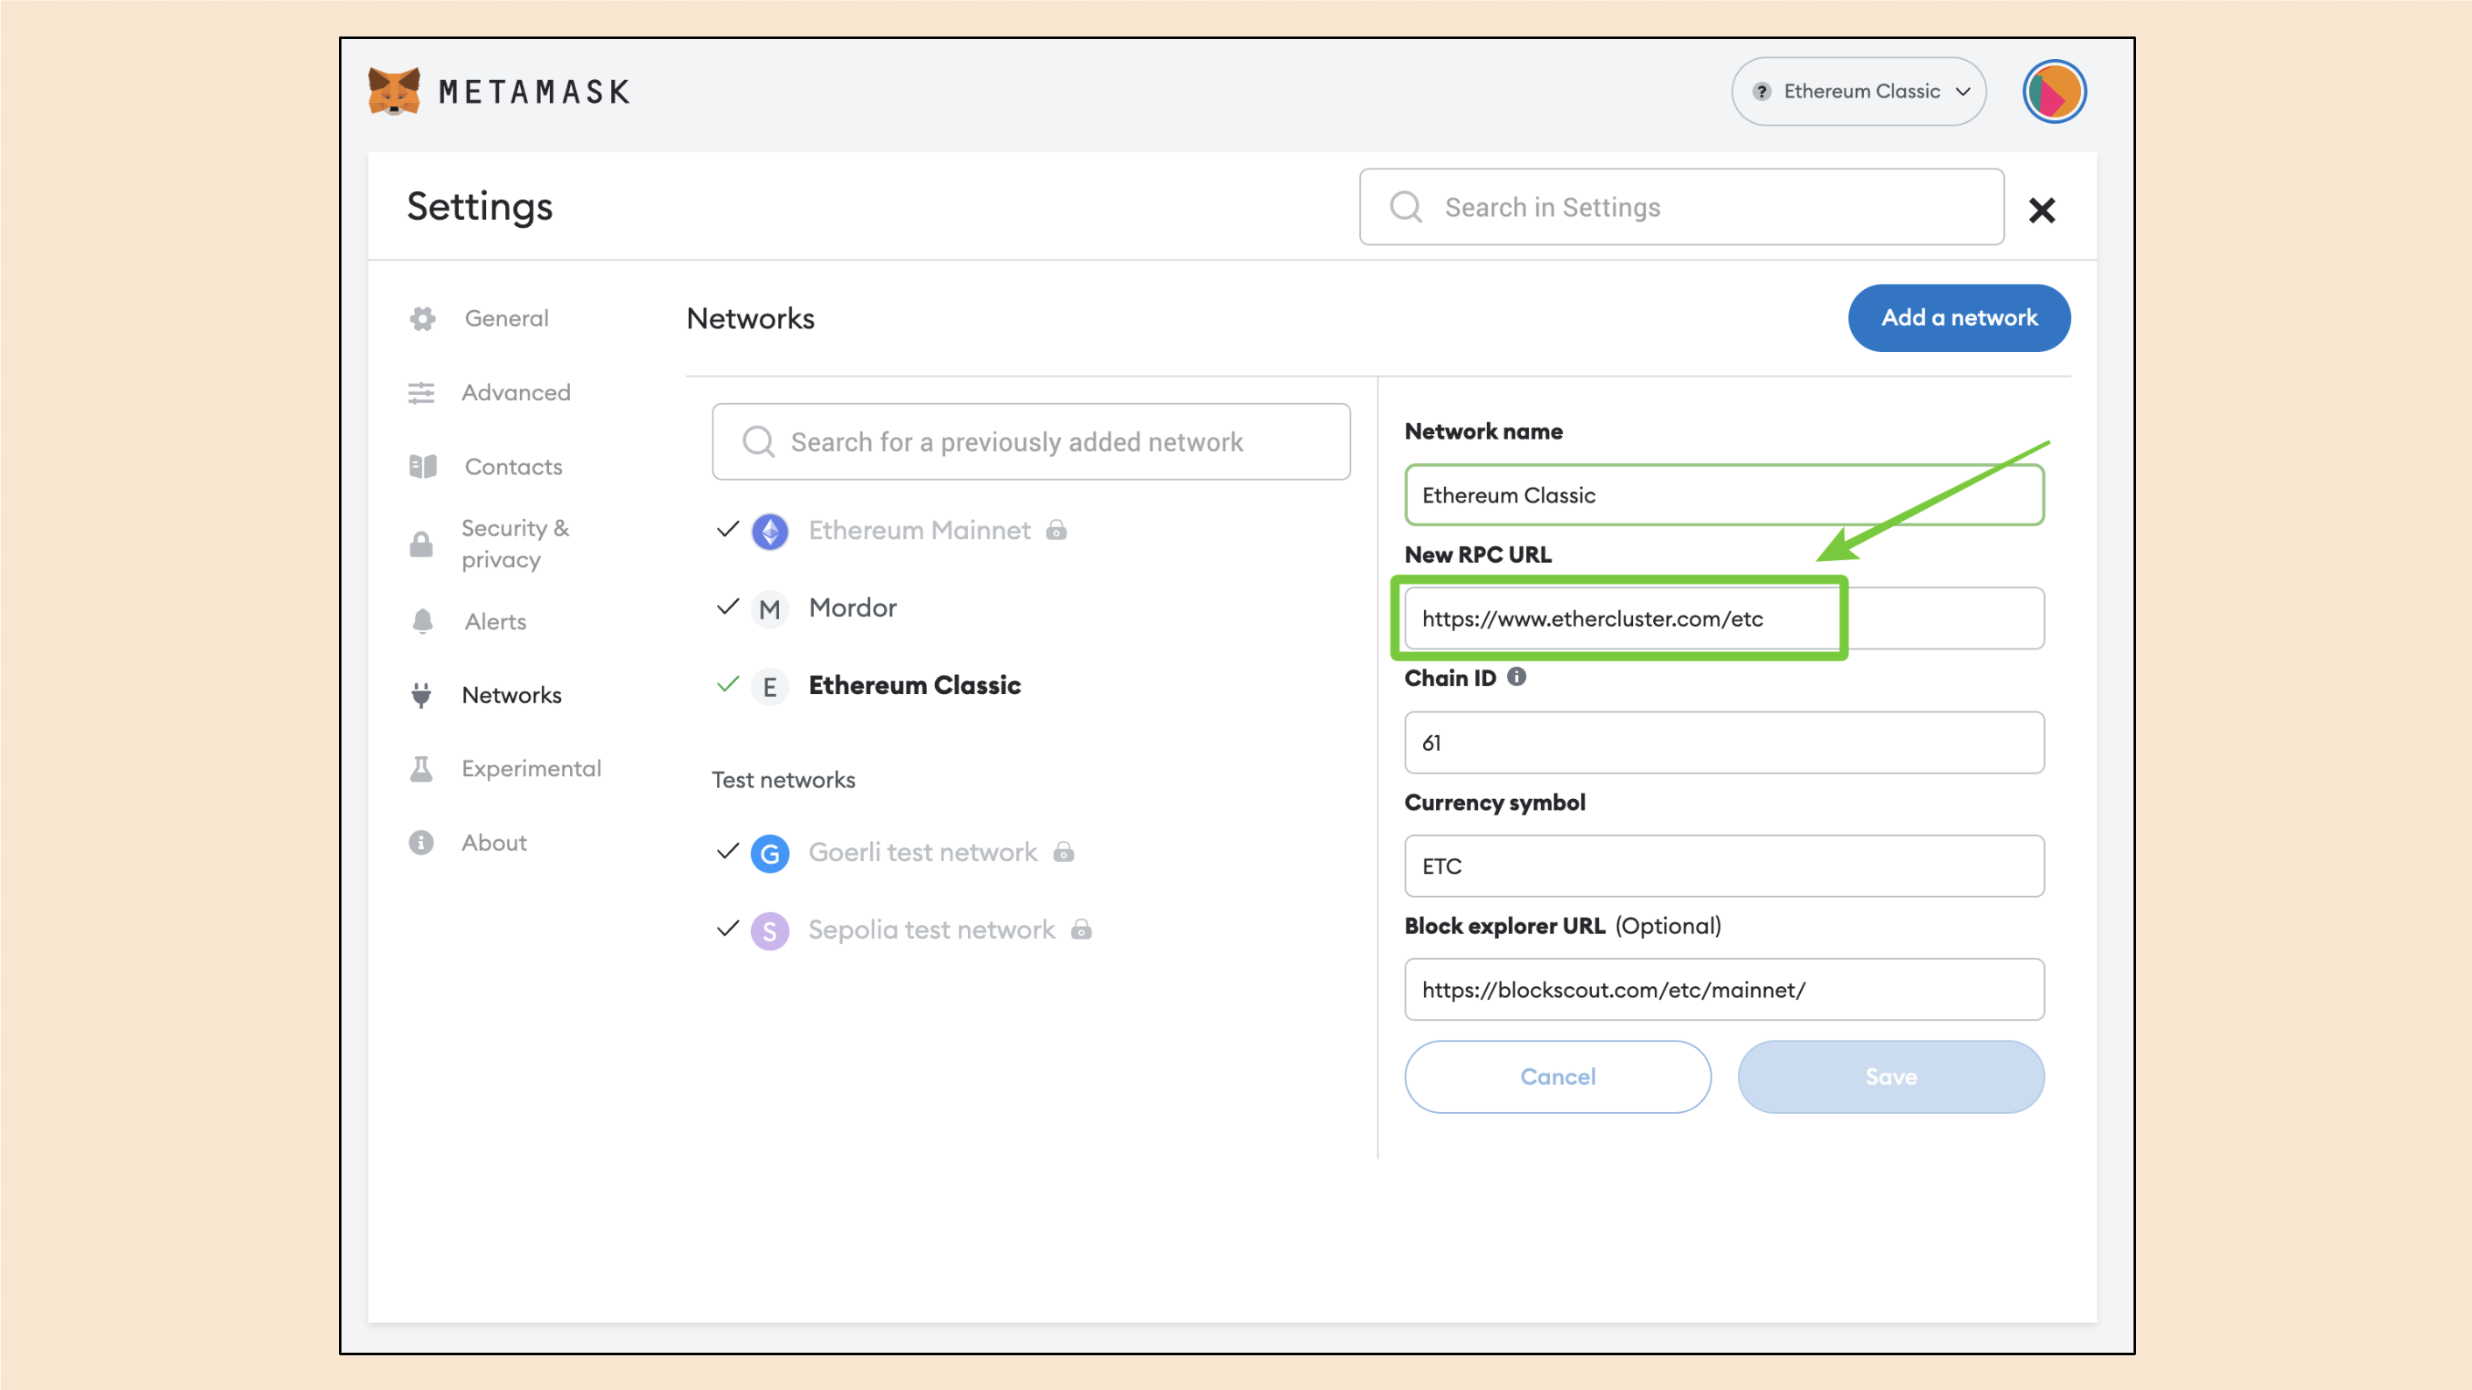 METAMASK
? Ethereum Classic
Settings
Search in Settings
General
Advanced
Contacts
Security &
privacy
Alerts
Networks
Experimental
About
Networks
Add a network
Search for a previously added network
Ethereum Mainnet
M Mordor
E Ethereum Classic
Test networks
G Goerli test network
S Sepolia test network
Network name
Ethereum Classic
New RPC URL
https://www.ethercluster.com/etc
Chain ID
61
Currency symbol
ETC
Block explorer URL (Optional)
https://blockscout.com/etc/mainnet/
Cancel
Save